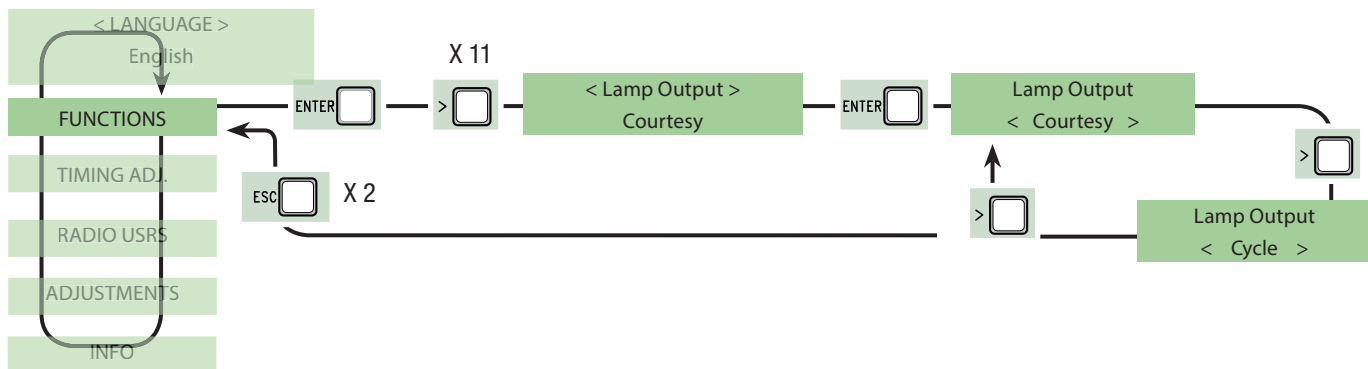 < LANGUAGE >
English
FUNCTIONS
TIMING ADJ.
RADIO USRS
ADJUSTMENTS
INFO
ENTER
X 11
>
< Lamp Output >
Courtesy
ENTER
Lamp Output
< Courtesy >
>
Lamp Output
< Cycle >
>
ESC
X 2